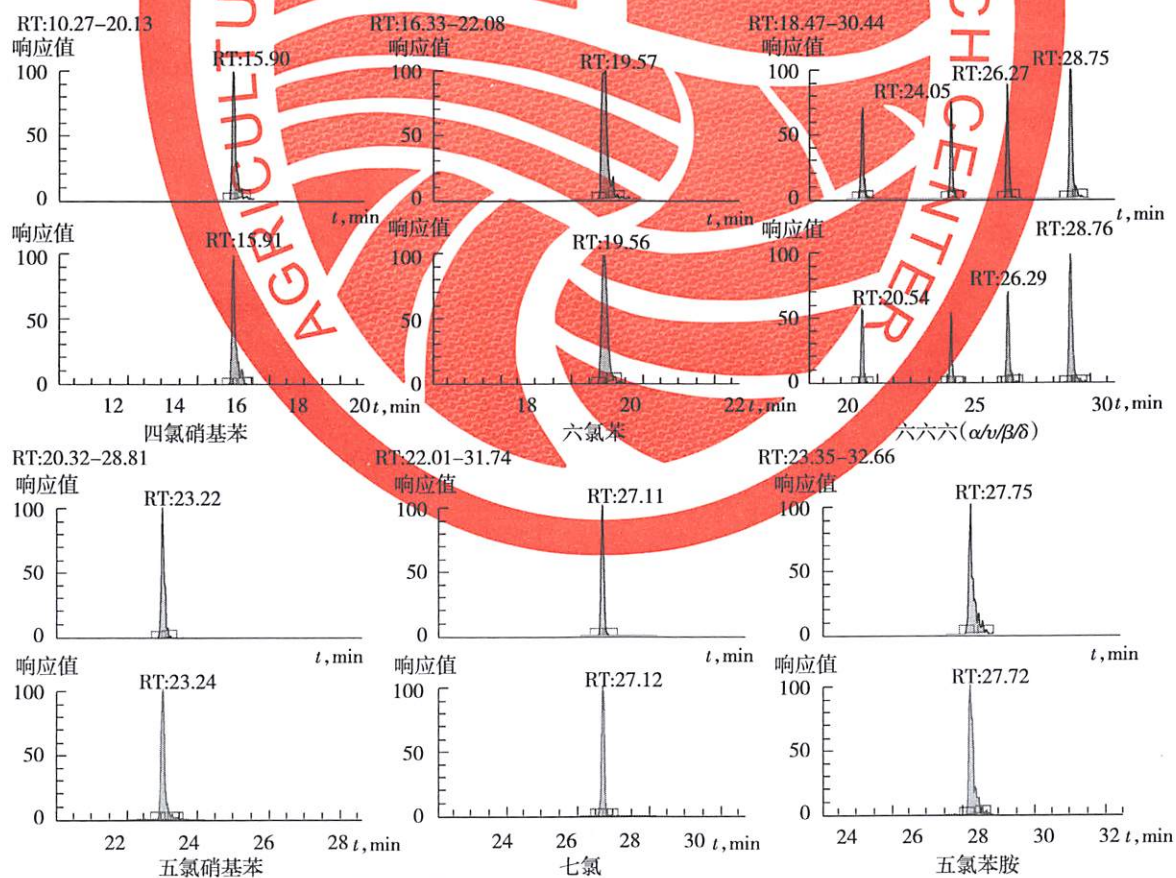 RT:10.27–20.13 RT:16.33–22.08 RT:18.47–30.44
响应值 响应值 响应值
RT:15.90 RT:19.57 RT:24.05 RT:26.27 RT:28.75
100 100 100
50 50 50
0 0 0
t,min t,min t,min
响应值 响应值 响应值
RT:15.91 RT:19.56 RT:20.54 RT:26.29 RT:28.76
100 100 100
50 50 50
0 0 0
12 14 16 18 20 t,min 20 22 t,min 20 25 30 t,min
四氯硝基苯 六氯苯 六六六(α/υ/β/δ)
RT:20.32–28.81 RT:22.01–31.74 RT:23.35–32.66
响应值 响应值 响应值
RT:23.22 RT:27.11 RT:27.75
100 100 100
50 50 50
0 0 0
t,min t,min t,min
响应值 响应值 响应值
RT:23.24 RT:27.12 RT:27.72
100 100 100
50 50 50
0 0 0
22 24 26 28 t,min 24 26 28 30 t,min 24 26 28 30 32 t,min
五氯硝基苯 七氯 五氯苯胺
AGRICULTU
CH CENTER